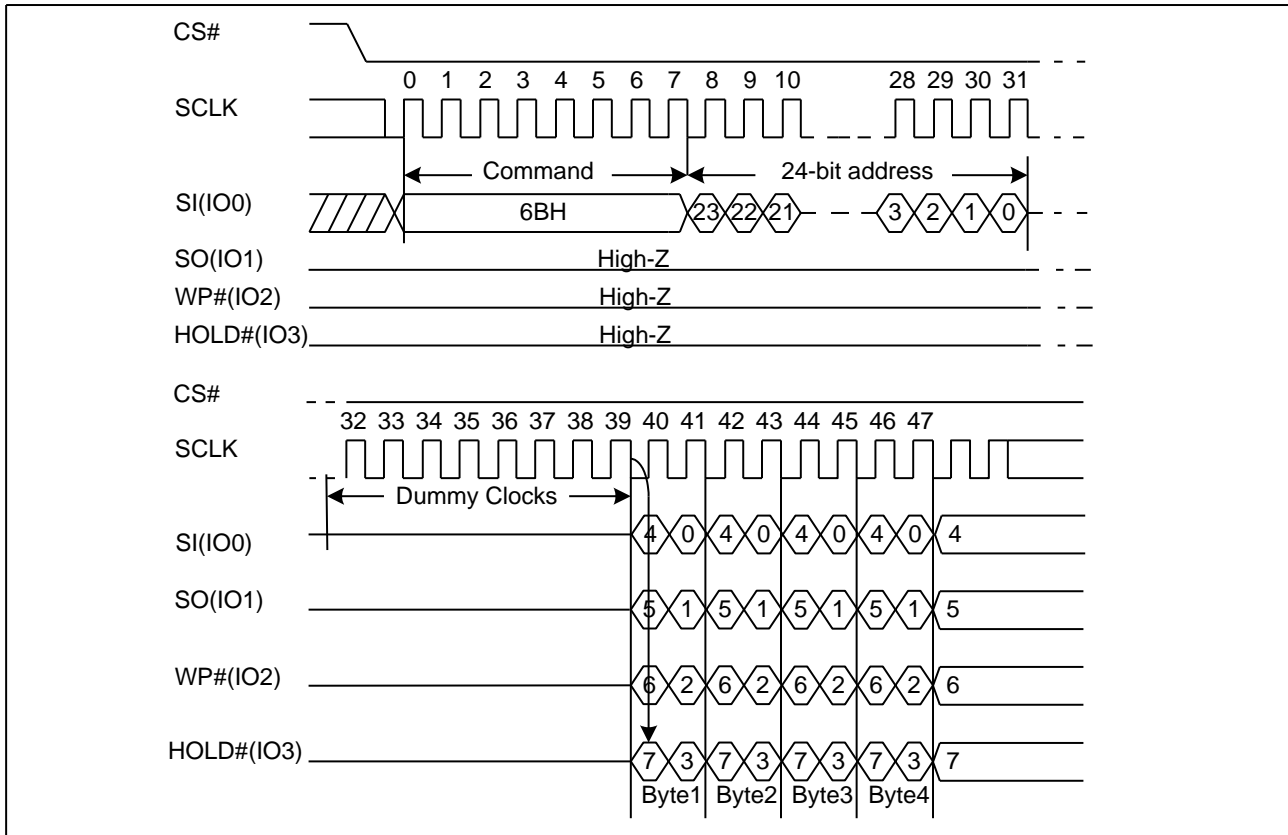 CS#
0 1 2 3 4 5 6 7 8 9 10 28 29 30 31
SCLK
Command 24-bit address
SI(IO0) 6BH 23 22 21 3 2 1 0
SO(IO1) High-Z
WP#(IO2) High-Z
HOLD#(IO3) High-Z
CS#
32 33 34 35 36 37 38 39 40 41 42 43 44 45 46 47
SCLK
Dummy Clocks
SI(IO0) 4 0 4 0 4 0 4 0 4
SO(IO1) 5 1 5 1 5 1 5 1 5
WP#(IO2) 6 2 6 2 6 2 6 2 6
HOLD#(IO3) 7 3 7 3 7 3 7 3 7
Byte1 Byte2 Byte3 Byte4